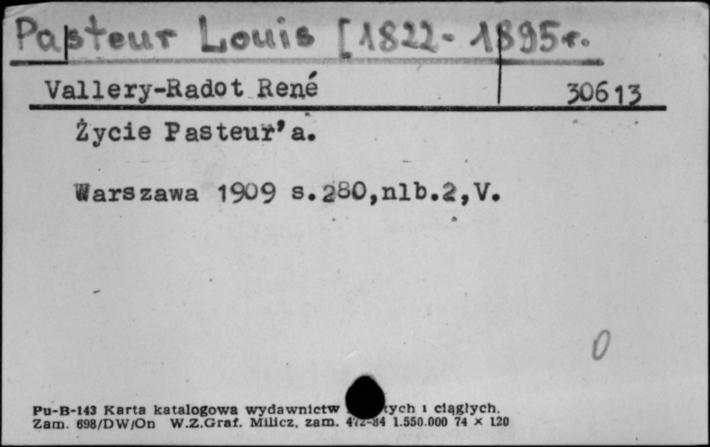 Pasteur Louis [1822-1895r.
Vallery-Radot René 30613
Życie Pasteur'a.
Warszawa 1909 s.280,nlb.2,V.
0
Pu-B-143 Karta katalogowa wydawnictw i ciągłych.
Zam. 698/DW/On W.Z.Graf. Milicz, zam. 472-84 1.550.000 74 x 120